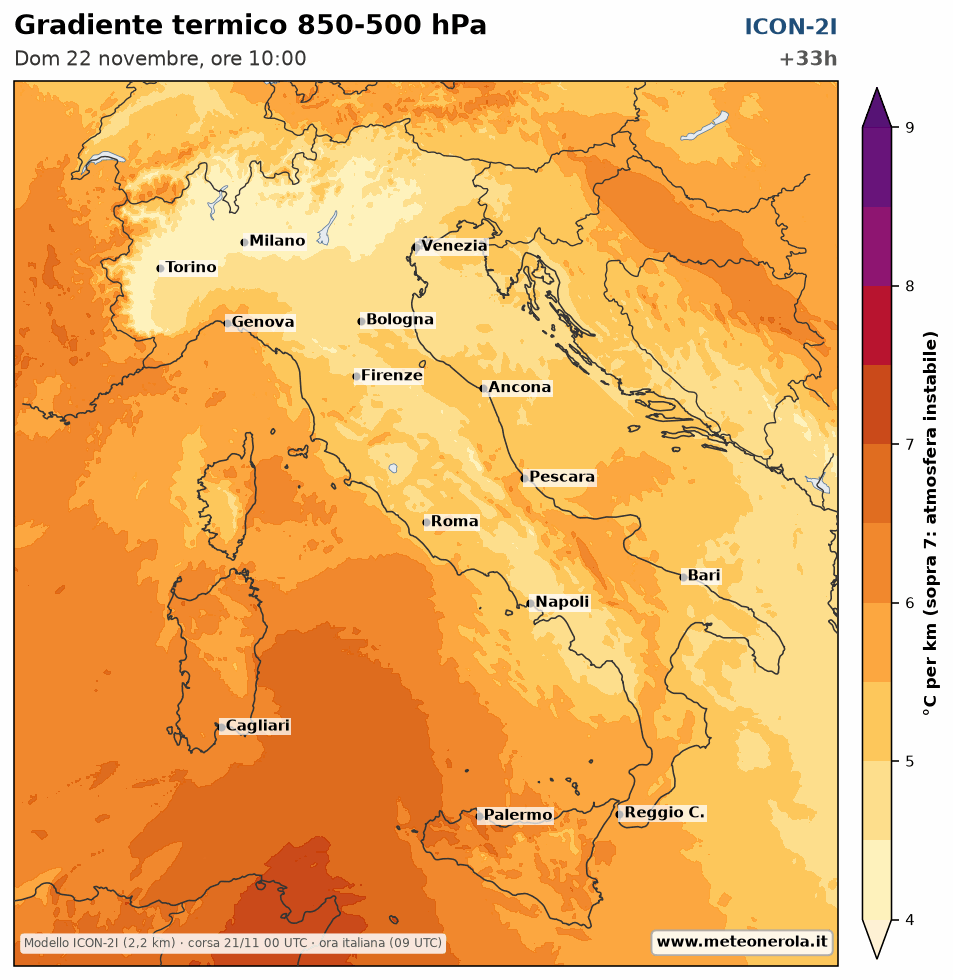 Gradiente termico 850-500 hPa
ICON-2I
Dom 22 novembre, ore 10:00
+33h
Milano
Venezia
Torino
Genova
Bologna
Firenze
Ancona
Pescara
Roma
Bari
Napoli
Cagliari
Palermo
Reggio C.
Modello ICON-2I (2,2 km) · corsa 21/11 00 UTC · ora italiana (09 UTC)
www.meteonerola.it
9
8
7
6
5
4
°C per km (sopra 7: atmosfera instabile)